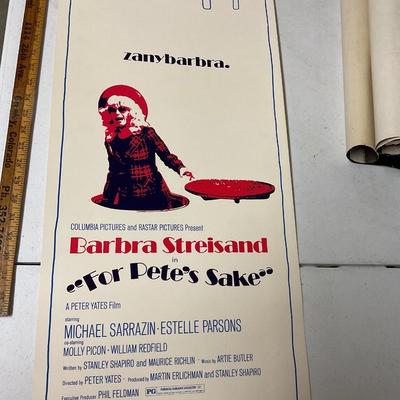 zanybarbra.
COLUMBIA PICTURES and RASTAR PICTURES Present
Barbra Streisand
in
"For Pete's Sake"
A PETER YATES Film
starring
MICHAEL SARRAZIN · ESTELLE PARSONS
co-starring
MOLLY PICON · WILLIAM REDFIELD
Written by STANLEY SHAPIRO and MAURICE RICHLIN · Music by ARTIE BUTLER
Directed by PETER YATES · Produced by MARTIN ERLICHMAN and STANLEY SHAPIRO
Executive Producer PHIL FELDMAN
PG